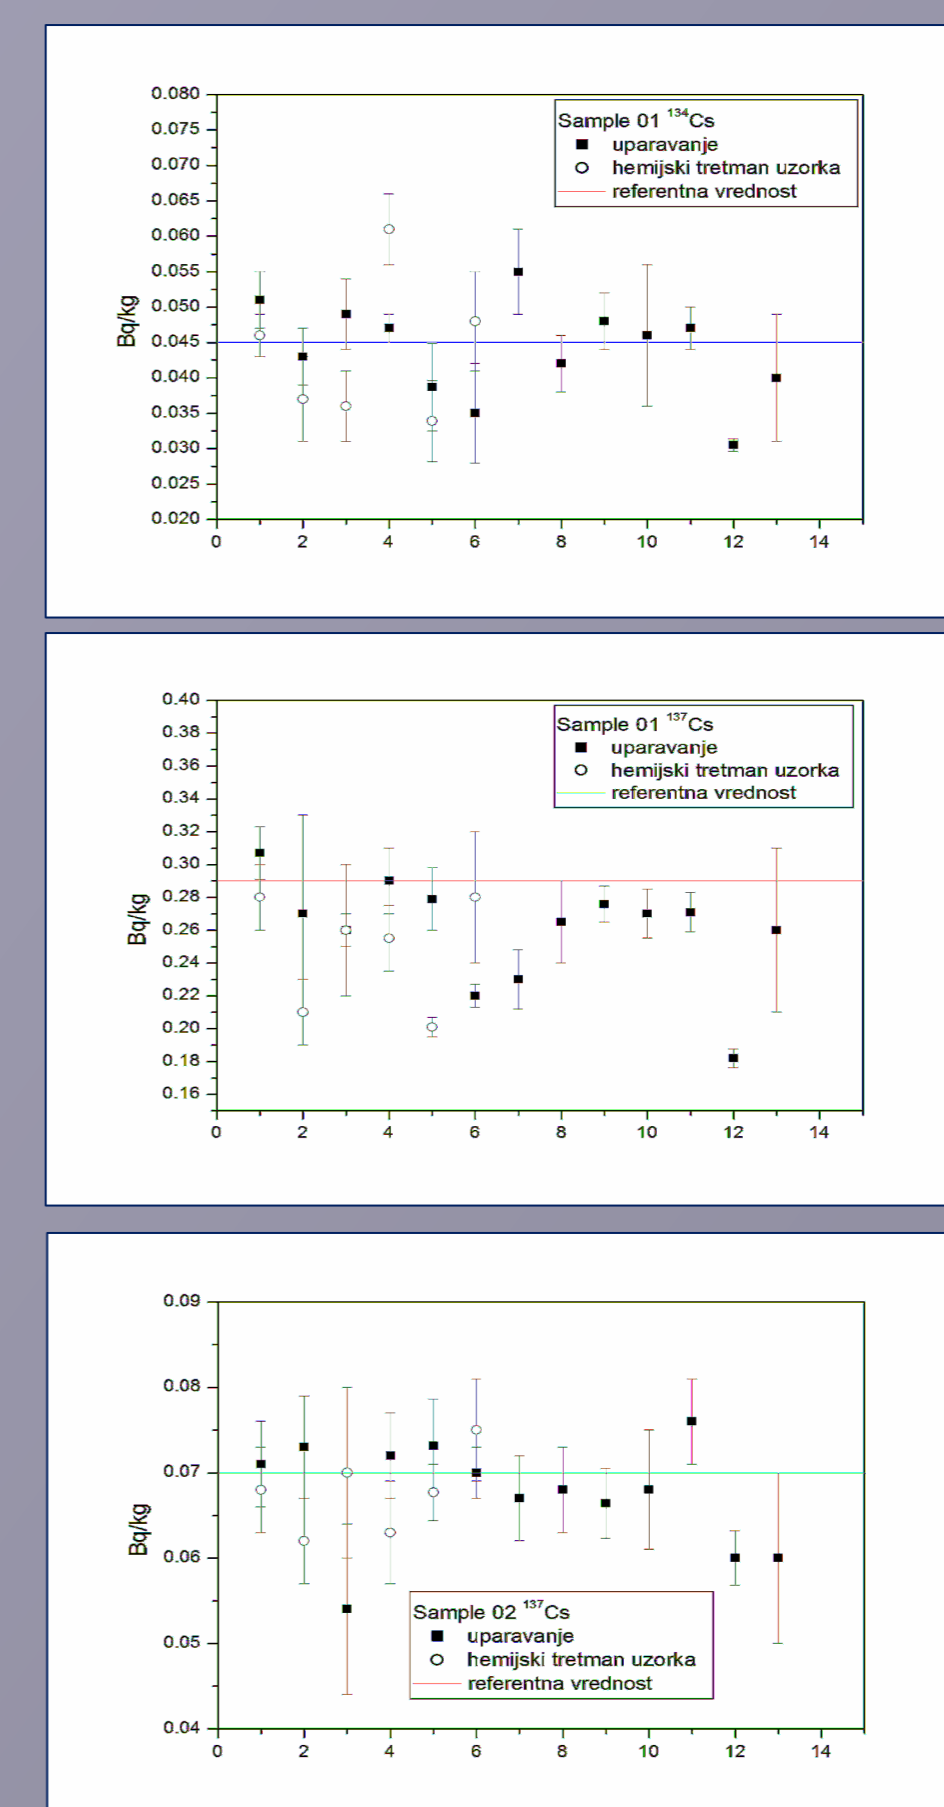 0.080
Sample 01 ¹³⁴Cs
0.075
uparavanje
0.070
hemijski tretman uzorka
0.065
referentna vrednost
0.060
0.055
0.050
Bq/kg
0.045
0.040
0.035
0.030
0.025
0.020
0 2 4 6 8 10 12 14
0.40
Sample 01 ¹³⁷Cs
0.38
uparavanje
0.36
hemijski tretman uzorka
0.34
referentna vrednost
0.32
0.30
0.28
Bq/kg
0.26
0.24
0.22
0.20
0.18
0.16
0 2 4 6 8 10 12 14
0.09
0.08
0.07
Bq/kg
0.06
Sample 02 ¹³⁷Cs
uparavanje
0.05
hemijski tretman uzorka
referentna vrednost
0.04
0 2 4 6 8 10 12 14